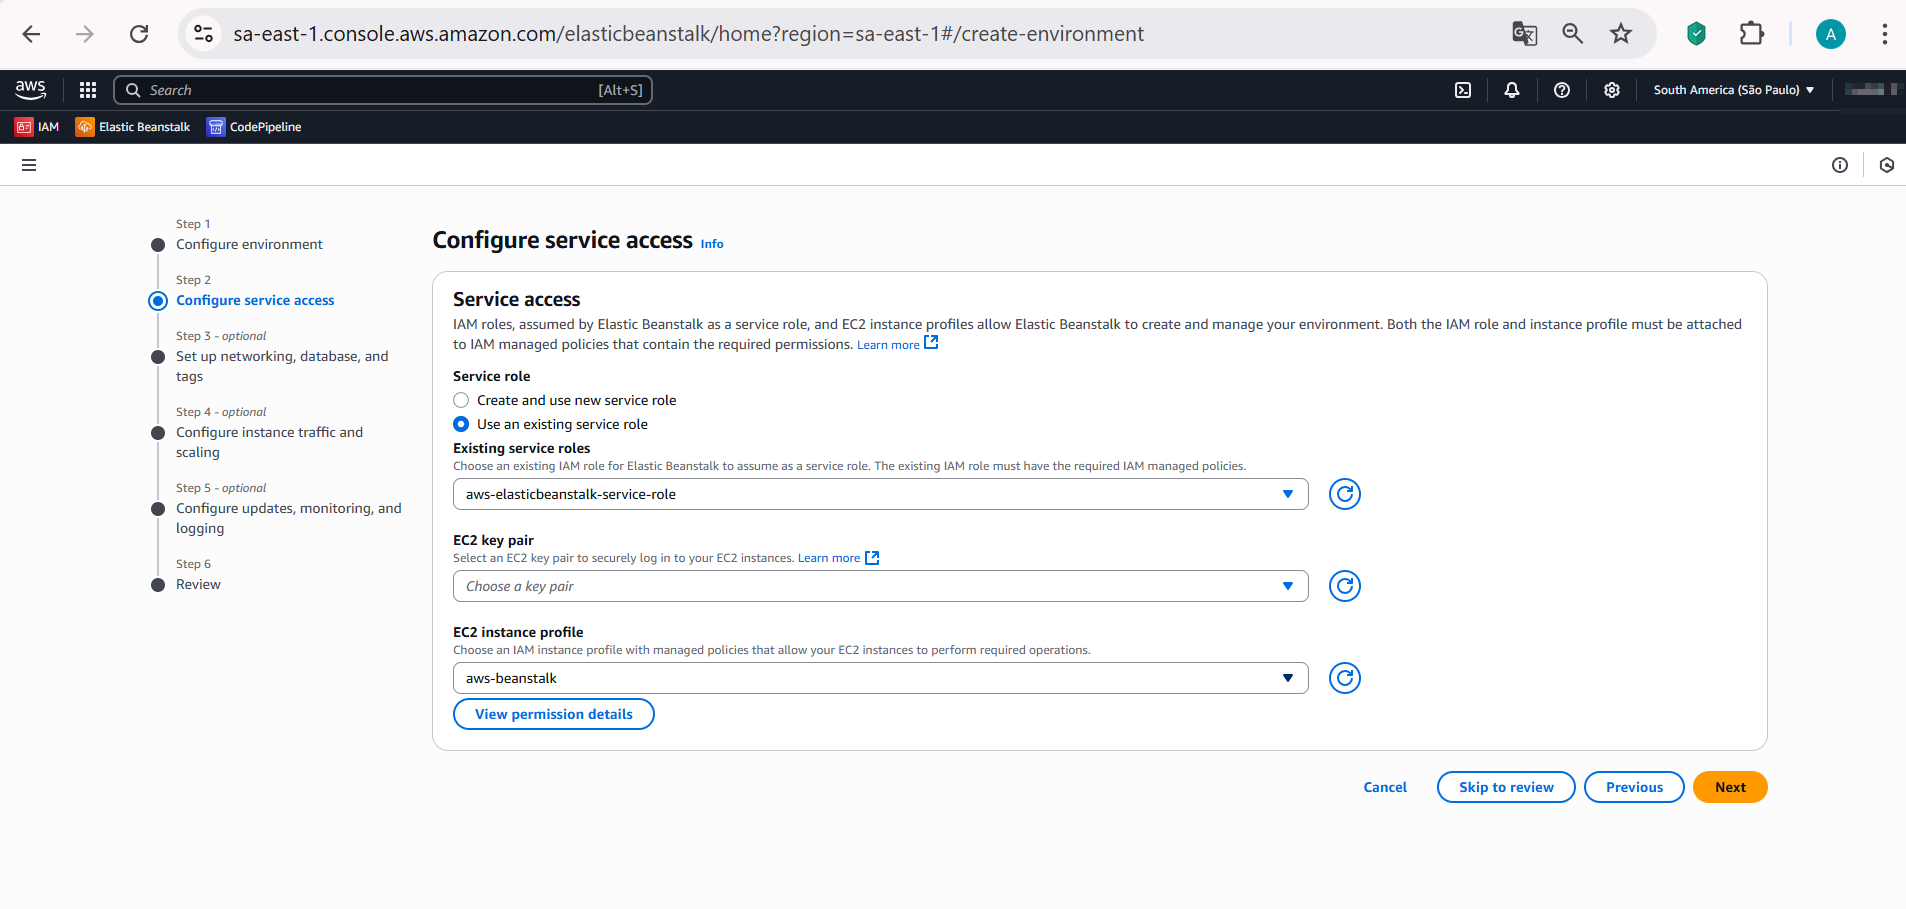 sa-east-1.console.aws.amazon.com/elasticbeanstalk/home?region=sa-east-1#/create-environment
A
aws
Search
[Alt+S]
South America (São Paulo)
IAM
Elastic Beanstalk
CodePipeline
Step 1
Configure environment
Step 2
Configure service access
Step 3 - optional
Set up networking, database, and
tags
Step 4 - optional
Configure instance traffic and
scaling
Step 5 - optional
Configure updates, monitoring, and
logging
Step 6
Review
Configure service access Info
Service access
IAM roles, assumed by Elastic Beanstalk as a service role, and EC2 instance profiles allow Elastic Beanstalk to create and manage your environment. Both the IAM role and instance profile must be attached
to IAM managed policies that contain the required permissions. Learn more
Service role
Create and use new service role
Use an existing service role
Existing service roles
Choose an existing IAM role for Elastic Beanstalk to assume as a service role. The existing IAM role must have the required IAM managed policies.
aws-elasticbeanstalk-service-role
EC2 key pair
Select an EC2 key pair to securely log in to your EC2 instances. Learn more
Choose a key pair
EC2 instance profile
Choose an IAM instance profile with managed policies that allow your EC2 instances to perform required operations.
aws-beanstalk
View permission details
Cancel
Skip to review
Previous
Next